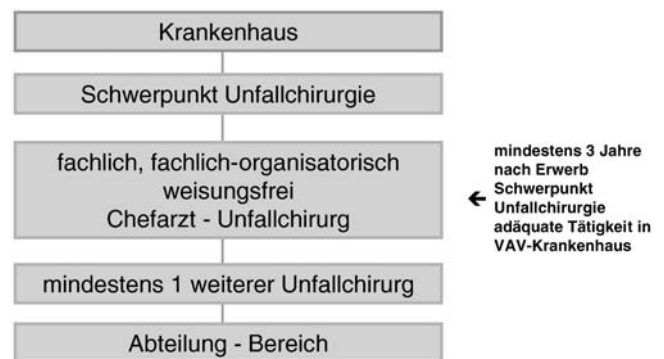 Krankenhaus
Schwerpunkt Unfallchirurgie
fachlich, fachlich-organisatorisch
weisungsfrei
Chefarzt - Unfallchirurg
mindestens 3 Jahre
nach Erwerb
Schwerpunkt
Unfallchirurgie
adäquate Tätigkeit in
VAV-Krankenhaus
mindestens 1 weiterer Unfallchirurg
Abteilung - Bereich